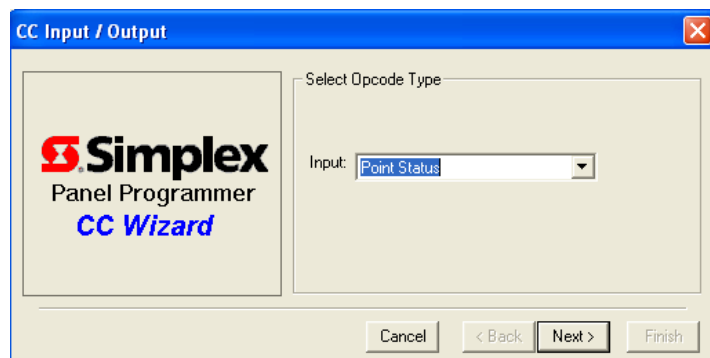 CC Input / Output
Simplex
Panel Programmer
CC Wizard
Select Opcode Type
Input: Point Status
Cancel < Back Next > Finish